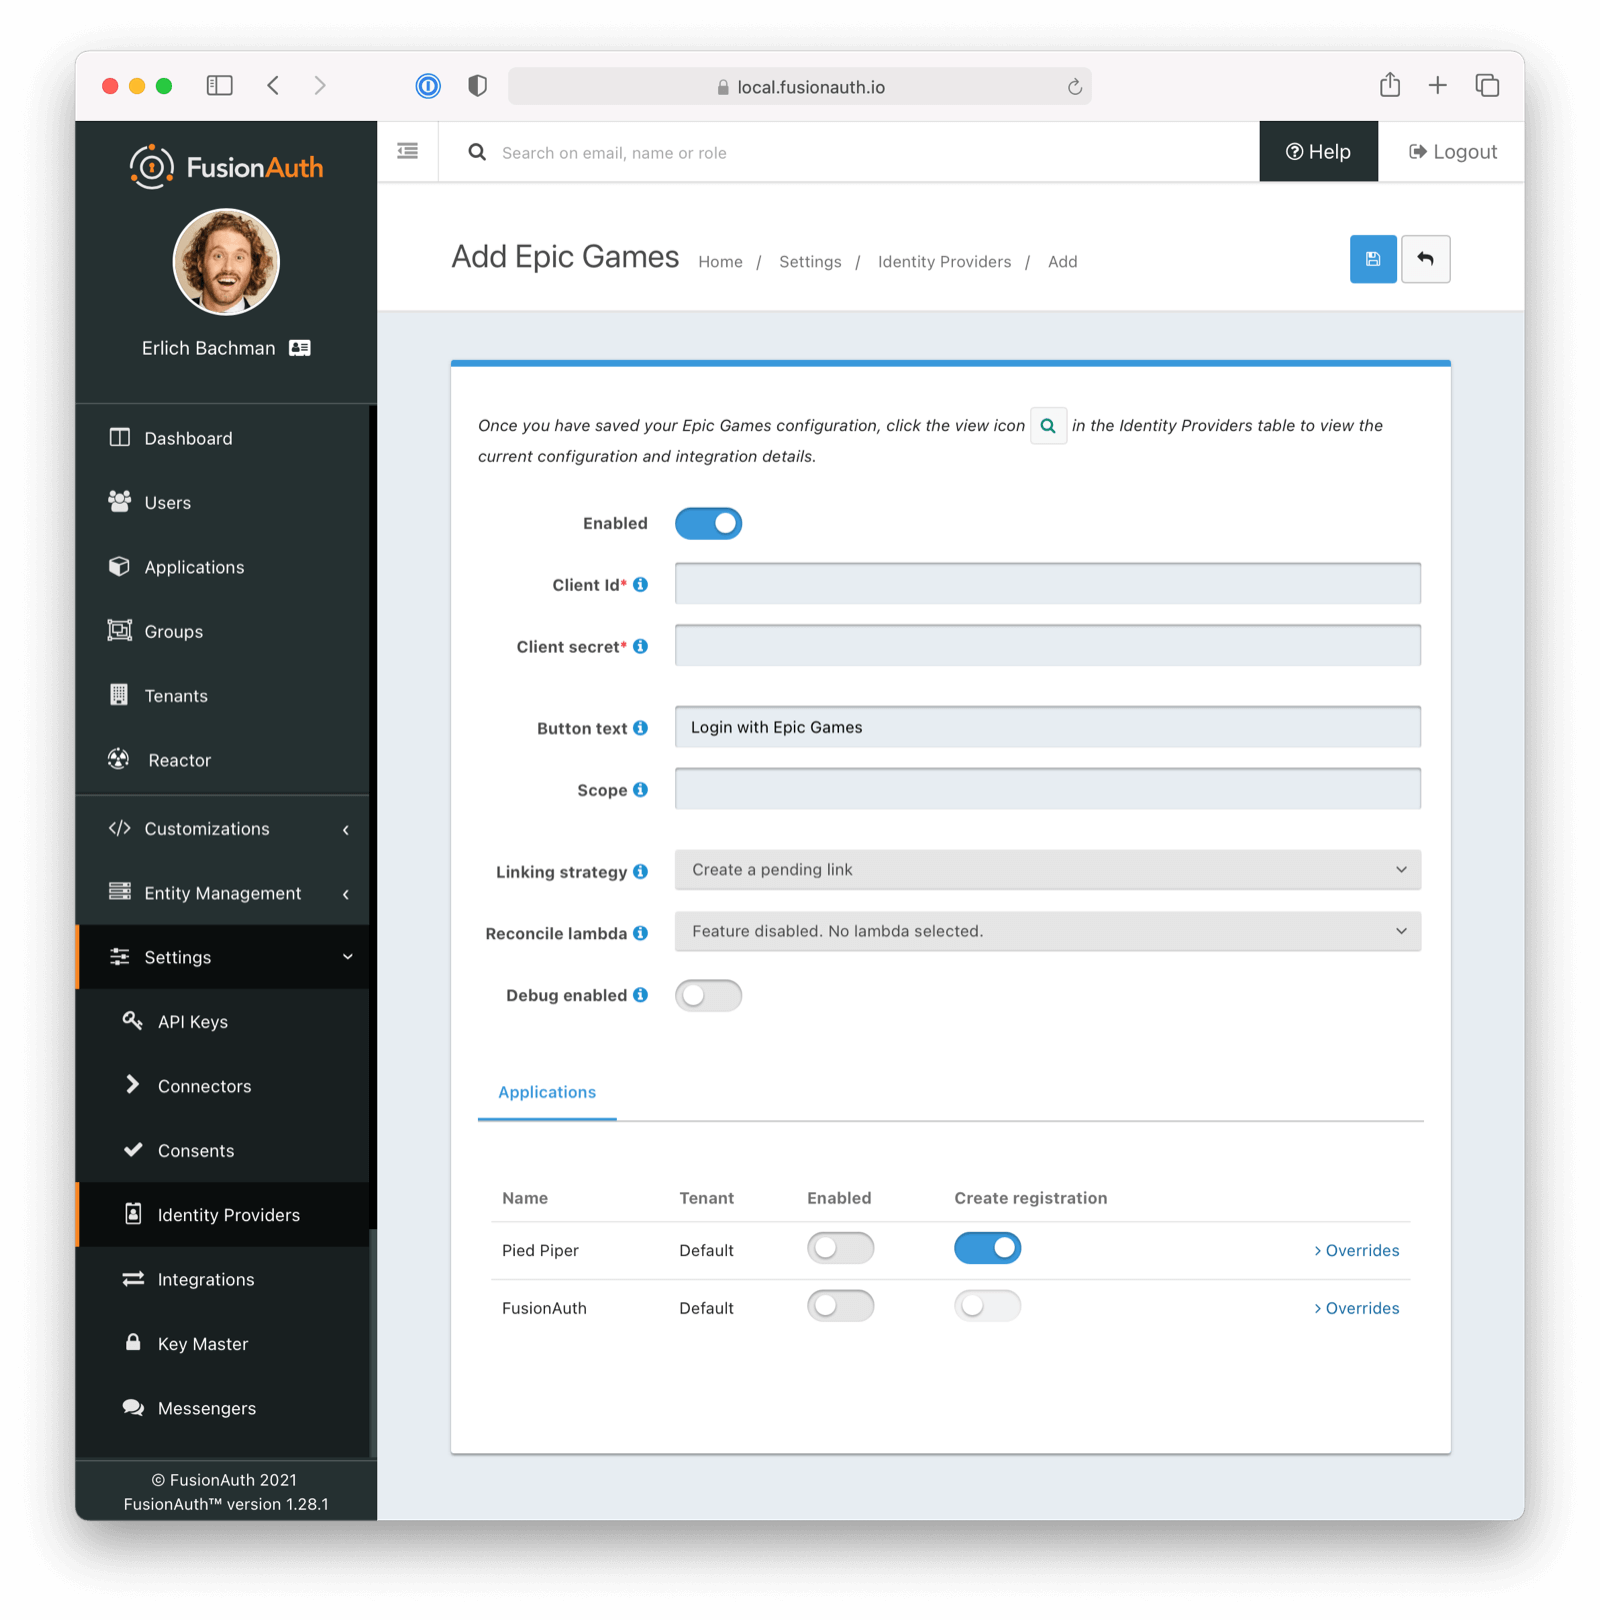 local.fusionauth.io
FusionAuth
Search on email, name or role
Help
Logout
Erlich Bachman
Dashboard
Users
Applications
Groups
Tenants
Reactor
Customizations
Entity Management
Settings
API Keys
Connectors
Consents
Identity Providers
Integrations
Key Master
Messengers
© FusionAuth 2021
FusionAuth™ version 1.28.1
Add Epic Games
Home / Settings / Identity Providers / Add
Once you have saved your Epic Games configuration, click the view icon in the Identity Providers table to view the
current configuration and integration details.
Enabled
Client Id*
Client secret*
Button text Login with Epic Games
Scope
Linking strategy Create a pending link
Reconcile lambda Feature disabled. No lambda selected.
Debug enabled
Applications
Name Tenant Enabled Create registration
Pied Piper Default > Overrides
FusionAuth Default > Overrides